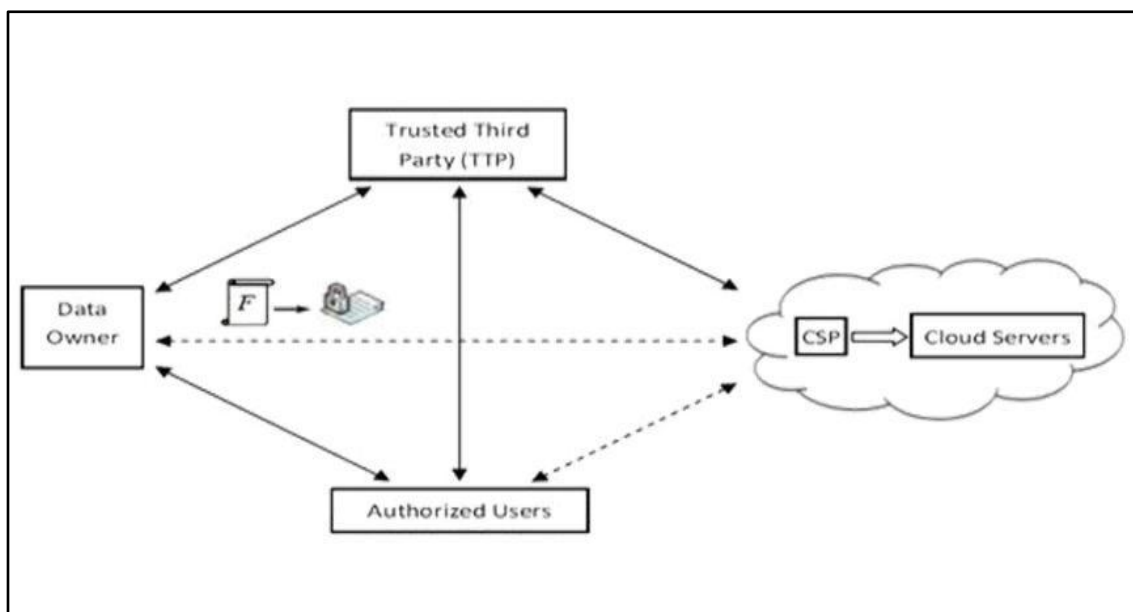 Trusted Third
Party (TTP)
F
Data
Owner
CSP
Cloud Servers
Authorized Users